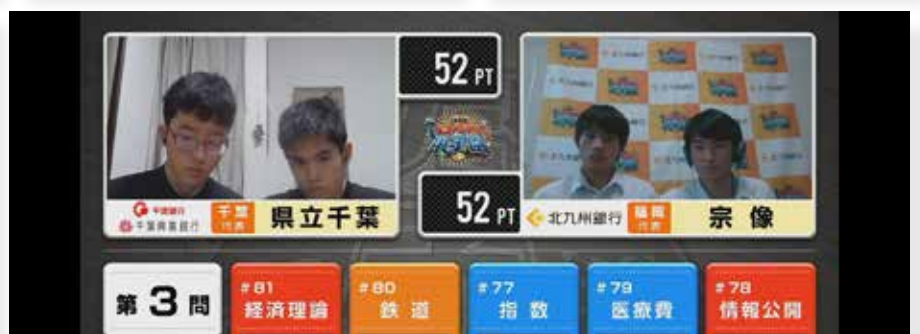 52 PT
52 PT
千葉銀行
千葉興業銀行
千葉
代表
県立千葉
北九州銀行
福岡
代表
宗像
第3問
#81
経済理論
#80
鉄道
#77
指数
#79
医療費
#78
情報公開